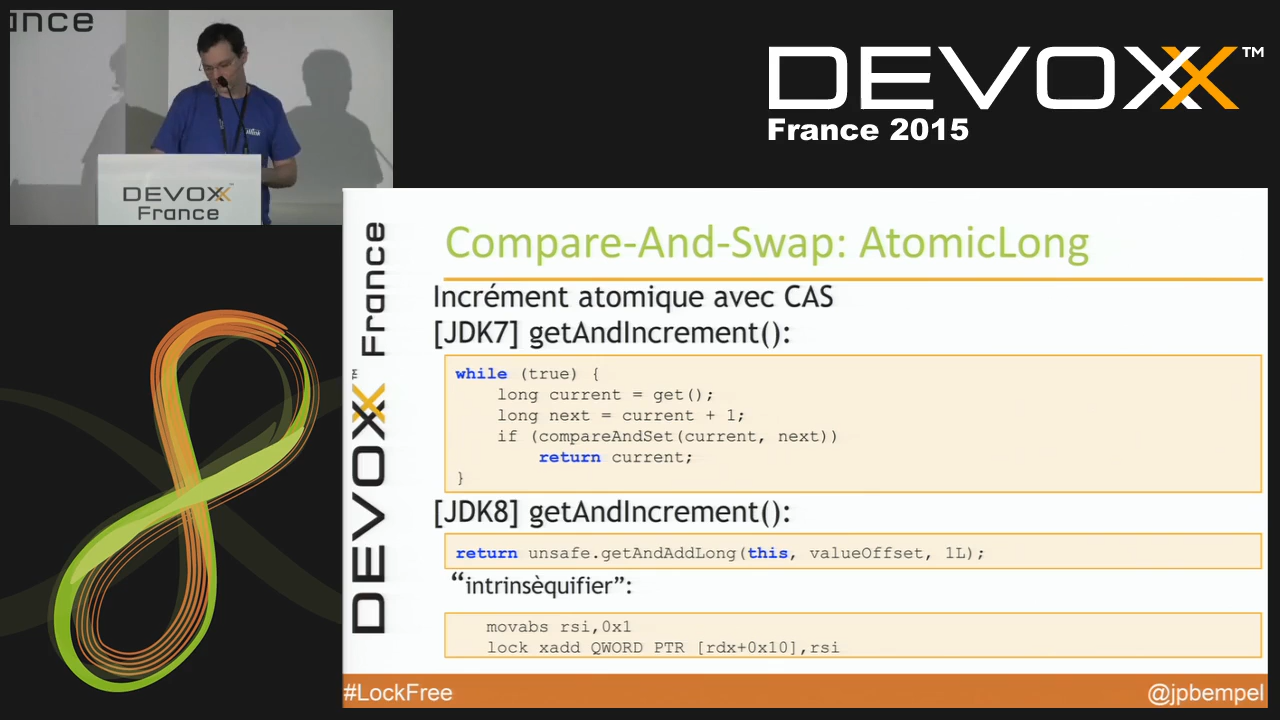 ance
DEVOXX™
France
DEVOXX™
France 2015
DEVOXX™ France
Compare-And-Swap: AtomicLong
Incrément atomique avec CAS
[JDK7] getAndIncrement():
while (true) {
    long current = get();
    long next = current + 1;
    if (compareAndSet(current, next))
        return current;
}
[JDK8] getAndIncrement():
return unsafe.getAndAddLong(this, valueOffset, 1L);
“intrinsèquifier”:
movabs rsi,0x1
lock xadd QWORD PTR [rdx+0x10],rsi
#LockFree
@jpbempel